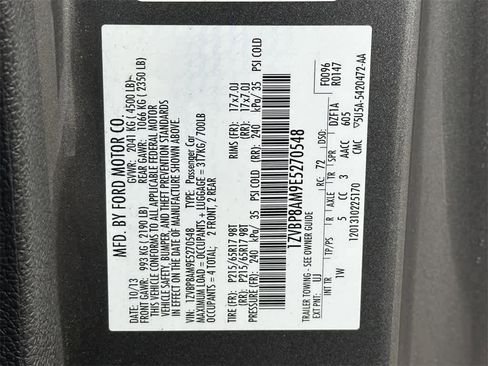 MFD. BY FORD MOTOR CO.
DATE: 10/13 GVWR: 2041 KG ( 4500 LB)
FRONT GAWR: 993 KG ( 2190 LB) REAR GAWR: 1066 KG ( 2350 LB)
THIS VEHICLE CONFORMS TO ALL APPLICABLE FEDERAL MOTOR
VEHICLE SAFETY, BUMPER, AND THEFT PREVENTION STANDARDS
IN EFFECT ON THE DATE OF MANUFACTURE SHOWN ABOVE.
VIN: 1ZVBP8AM9E5270548 TYPE: Passenger Car
MAXIMUM LOAD = OCCUPANTS + LUGGAGE = 317KG / 700LB
OCCUPANTS = 4 TOTAL: 2 FRONT, 2 REAR
TIRE (FR): P215/65R17 98T RIMS (FR): 17x7.0J
(RR): P215/65R17 98T (RR): 17x7.0J
PRESSURE (FR): 240 kPa/ 35 PSI COLD (RR): 240 kPa/ 35 PSI COLD
1ZVBP8AM9E5270548
TRAILER TOWING - SEE OWNER GUIDE
F0096
R0147
EXT PNT: UJ RC: 72 DSO:
INT TR TP/PS R AXLE TR SPR DZF1A
1W 5 CC 3 AACC 605
1201310225170 CMC 5U5A-5420472-AA